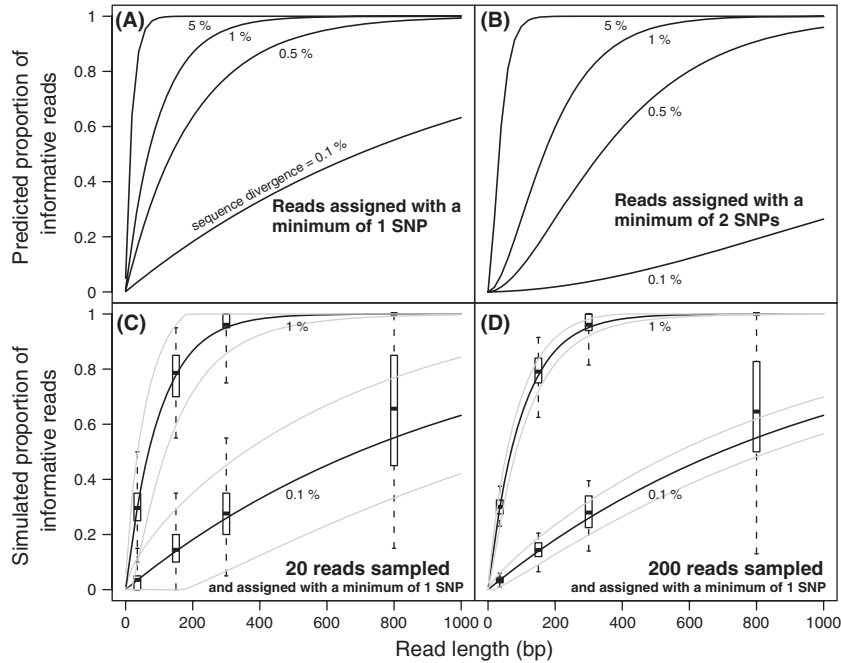 (A)
5 %
1 %
0.5 %
sequence divergence = 0.1 %
Reads assigned with a
minimum of 1 SNP
Predicted proportion of
informative reads
1
0.8
0.6
0.4
0.2
0
(B)
5 %
1 %
0.5 %
Reads assigned with a
minimum of 2 SNPs
0.1 %
(C)
1 %
0.1 %
20 reads sampled
and assigned with a minimum of 1 SNP
Simulated proportion of
informative reads
1
0.8
0.6
0.4
0.2
0
0 200 400 600 800 1000
(D)
1 %
0.1 %
200 reads sampled
and assigned with a minimum of 1 SNP
0 200 400 600 800 1000
Read length (bp)